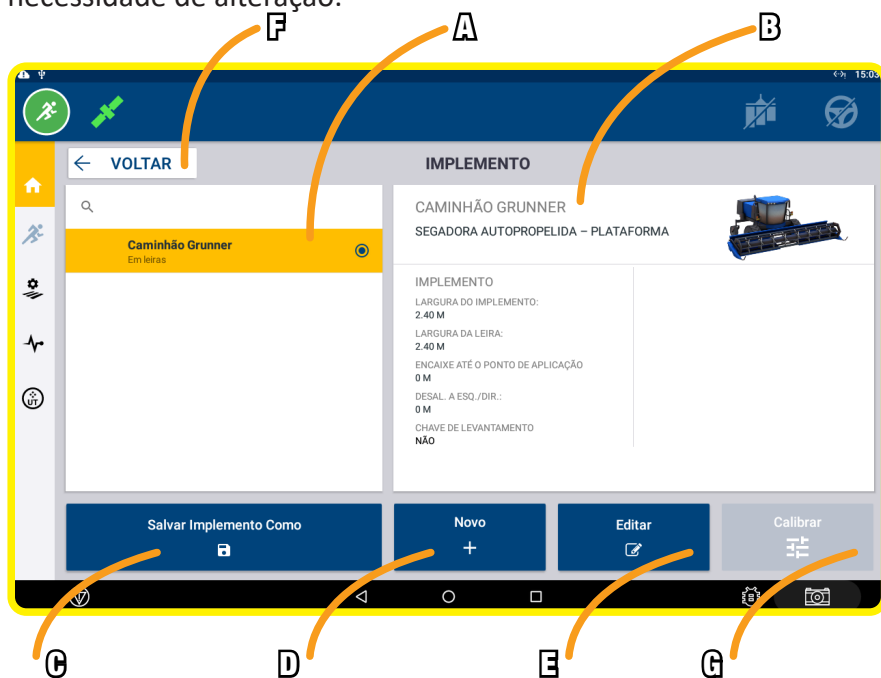 necessidade de alteração.
F
A
B
15:03
VOLTAR
IMPLEMENTO
Caminhão Grunner
Em leiras
CAMINHÃO GRUNNER
SEGADORA AUTOPROPELIDA – PLATAFORMA
IMPLEMENTO
LARGURA DO IMPLEMENTO:
2.40 M
LARGURA DA LEIRA:
2.40 M
ENCAIXE ATÉ O PONTO DE APLICAÇÃO
0 M
DESAL. A ESQ./DIR.:
0 M
CHAVE DE LEVANTAMENTO
NÃO
UT
Salvar Implemento Como
Novo
Editar
Calibrar
C
D
E
G